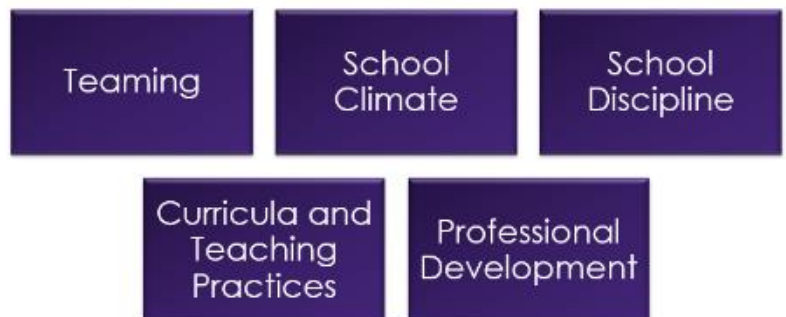 Teaming
School
Climate
School
Discipline
Curricula and
Teaching
Practices
Professional
Development